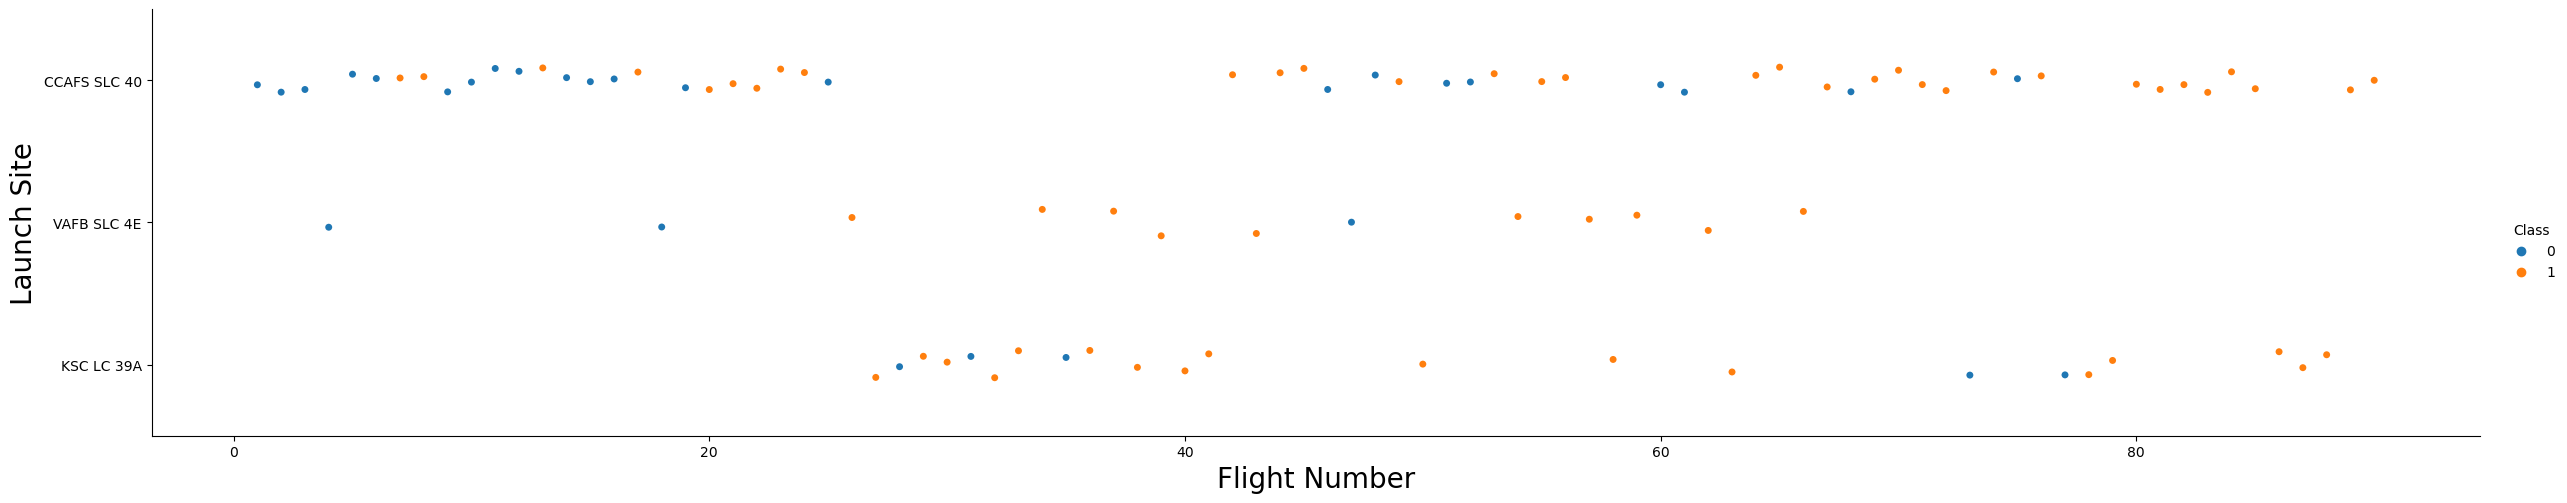 Launch Site
CCAFS SLC 40
VAFB SLC 4E
KSC LC 39A
0 20 40 60 80
Flight Number
Class
0
1